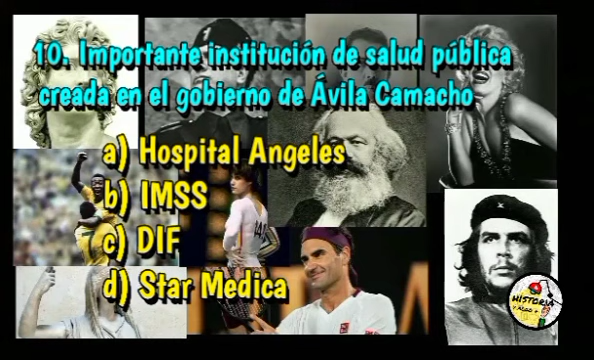 10. Importante institución de salud pública
creada en el gobierno de Ávila Camacho
a) Hospital Angeles
b) IMSS
c) DIF
d) Star Medica
HISTORIA